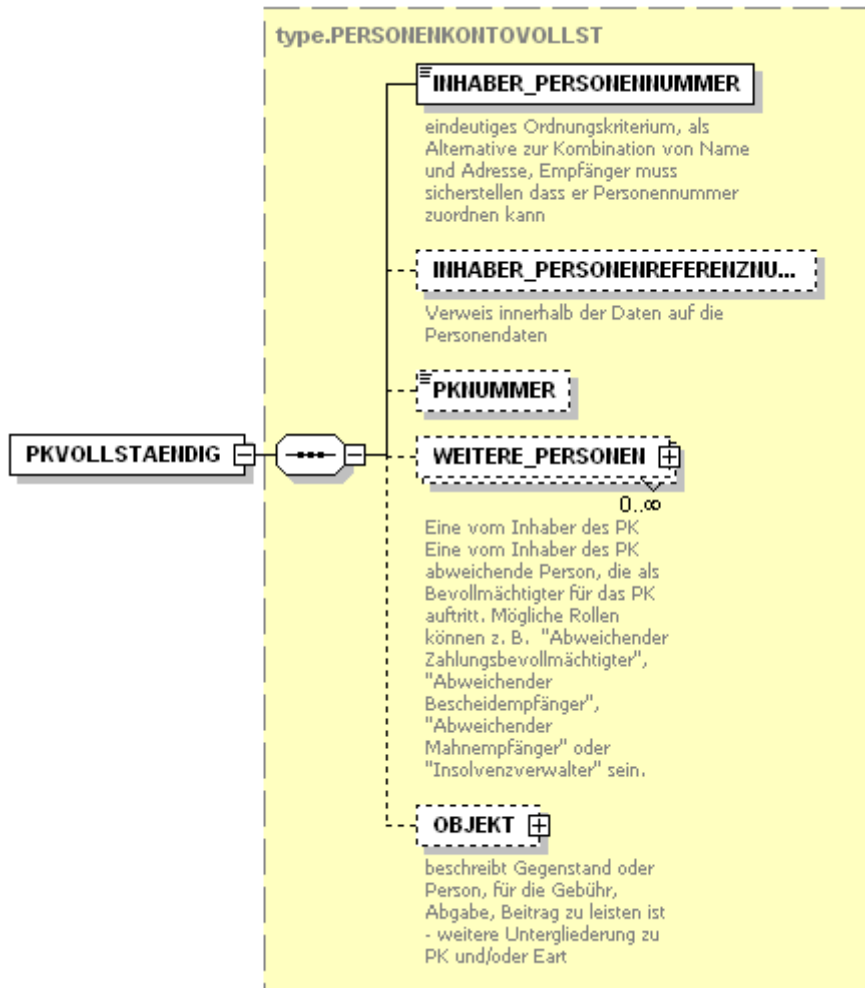 type.PERSONENKONTOVOLLST
INHABER_PERSONENNUMMER
eindeutiges Ordnungskriterium, als
Alternative zur Kombination von Name
und Adresse, Empfänger muss
sicherstellen dass er Personennummer
zuordnen kann
INHABER_PERSONENREFERENZNU...
Verweis innerhalb der Daten auf die
Personendaten
PKNUMMER
PKVOLLSTAENDIG
WEITERE_PERSONEN
0..∞
Eine vom Inhaber des PK
Eine vom Inhaber des PK
abweichende Person, die als
Bevollmächtigter für das PK
auftritt. Mögliche Rollen
können z. B. "Abweichender
Zahlungsbevollmächtigter",
"Abweichender
Bescheidempfänger",
"Abweichender
Mahnempfänger" oder
"Insolvenzverwalter" sein.
OBJEKT
beschreibt Gegenstand oder
Person, für die Gebühr,
Abgabe, Beitrag zu leisten ist
- weitere Untergliederung zu
PK und/oder Eart